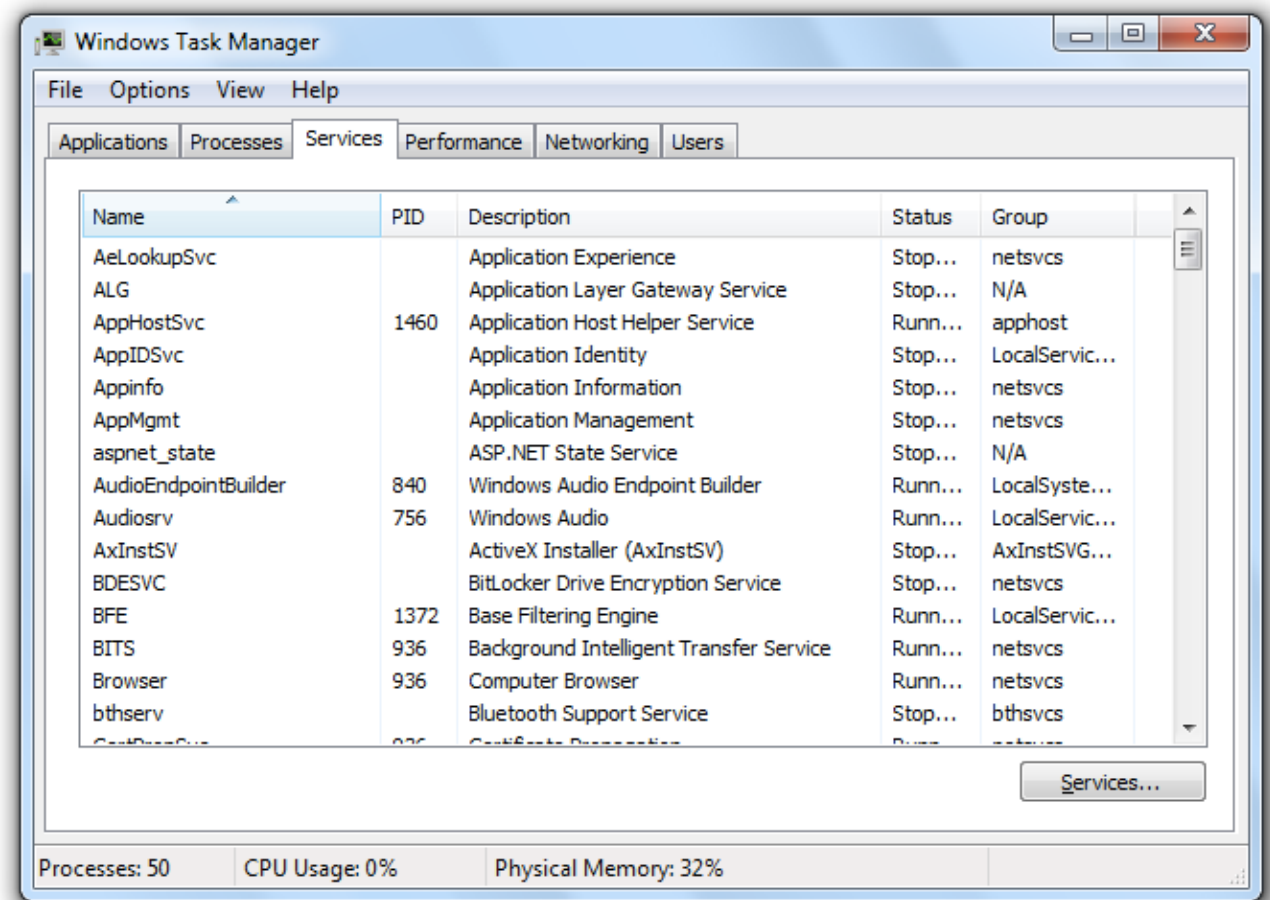 Windows Task Manager
File Options View Help
Applications Processes Services Performance Networking Users
Name PID Description Status Group
AeLookupSvc Application Experience Stop... netsvcs
ALG Application Layer Gateway Service Stop... N/A
AppHostSvc 1460 Application Host Helper Service Runn... apphost
AppIDSvc Application Identity Stop... LocalServic...
Appinfo Application Information Stop... netsvcs
AppMgmt Application Management Stop... netsvcs
aspnet_state ASP.NET State Service Stop... N/A
AudioEndpointBuilder 840 Windows Audio Endpoint Builder Runn... LocalSyste...
Audiosrv 756 Windows Audio Runn... LocalServic...
AxInstSV ActiveX Installer (AxInstSV) Stop... AxInstSVG...
BDESVC BitLocker Drive Encryption Service Stop... netsvcs
BFE 1372 Base Filtering Engine Runn... LocalServic...
BITS 936 Background Intelligent Transfer Service Runn... netsvcs
Browser 936 Computer Browser Runn... netsvcs
bthserv Bluetooth Support Service Stop... bthsvcs
CertPropSvc 936 Certificate Propagation Runn... netsvcs
Services...
Processes: 50 CPU Usage: 0% Physical Memory: 32%